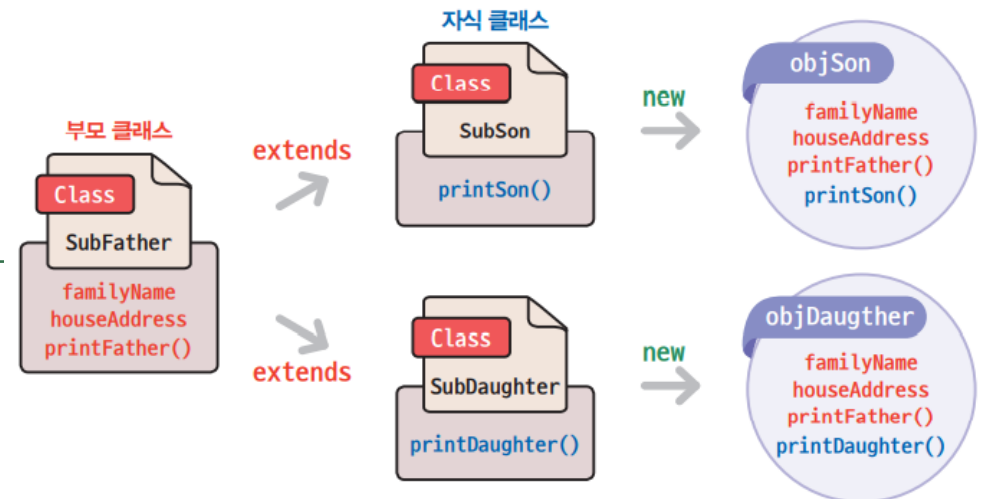 부모 클래스
Class
SubFather
familyName
houseAddress
printFather()
extends
extends
자식 클래스
Class
SubSon
printSon()
new
objSon
familyName
houseAddress
printFather()
printSon()
Class
SubDaughter
printDaughter()
new
objDaugther
familyName
houseAddress
printFather()
printDaughter()